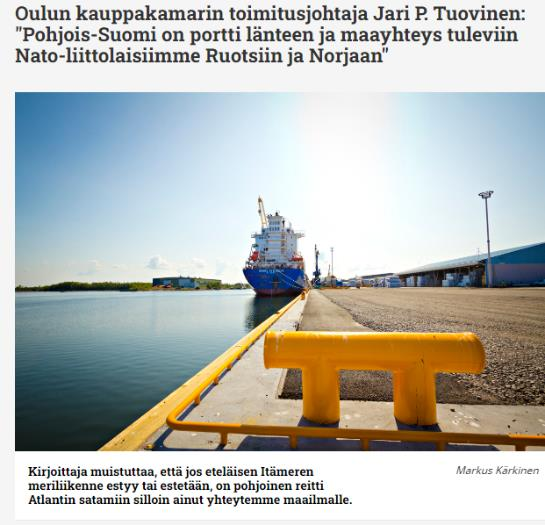 Oulun kauppakamarin toimitusjohtaja Jari P. Tuovinen:
"Pohjois-Suomi on portti länteen ja maayhteys tuleviin
Nato-liittolaisiimme Ruotsiin ja Norjaan"
Kirjoittaja muistuttaa, että jos eteläisen Itämeren
meriliikenne estyy tai estetään, on pohjoinen reitti
Atlantin satamiin silloin ainut yhteytemme maailmalle.
Markus Kärkinen